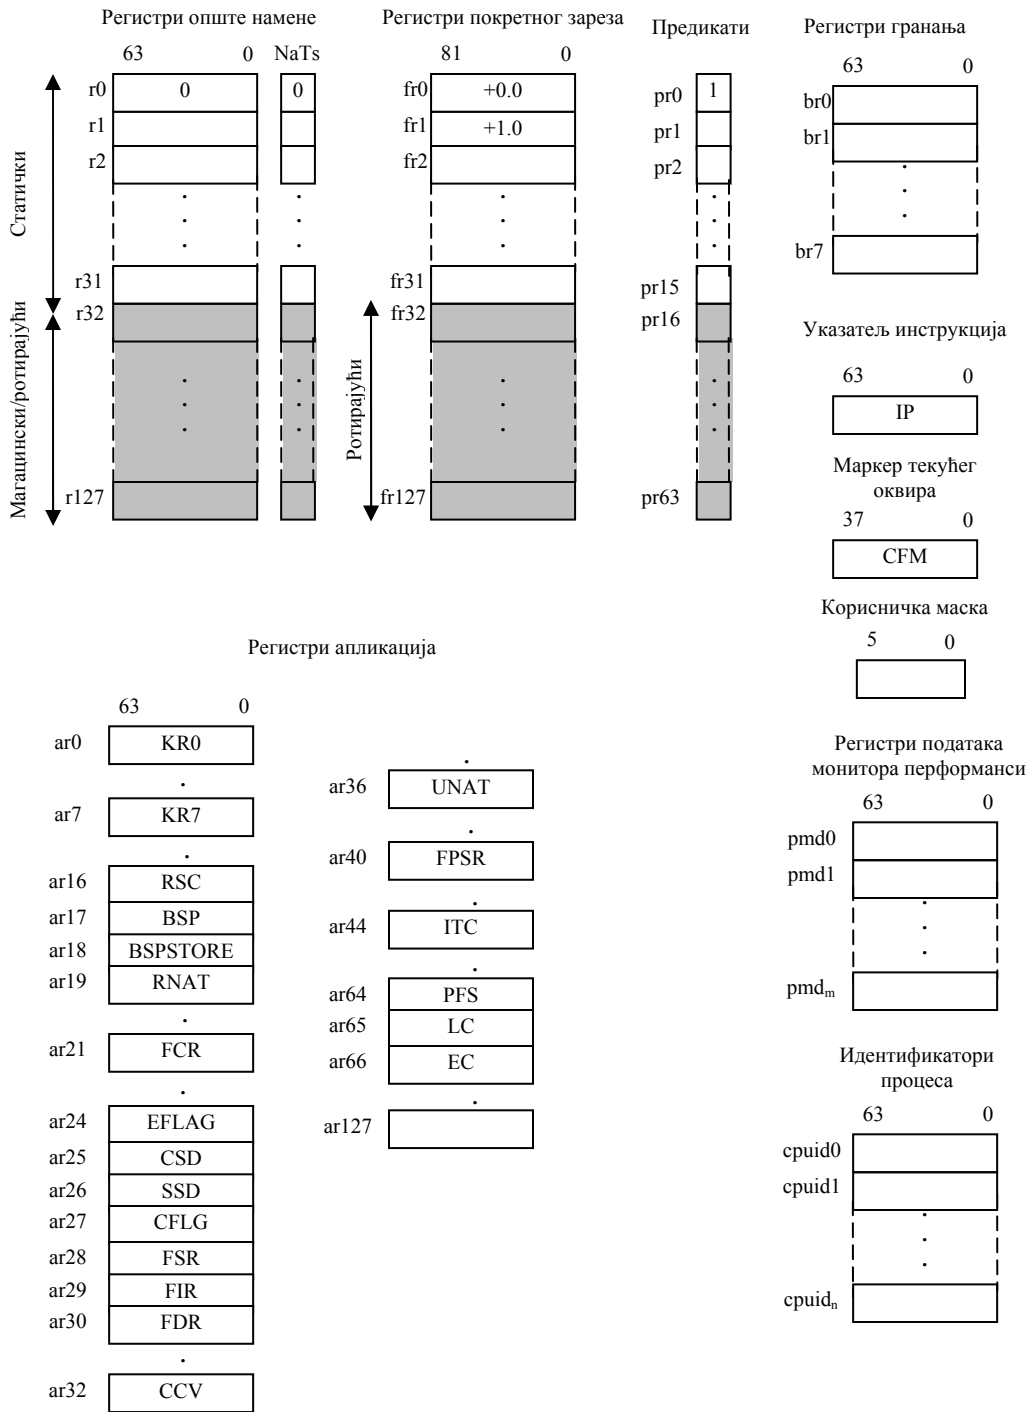 Регистри опште намене
63 0 NaTs
r0 0 0
r1
r2
r31
r32
r127
Статички
Магацински/ротирајући
Регистри покретног зареза
81 0
fr0 +0.0
fr1 +1.0
fr2
fr31
fr32
fr127
Ротирајући
Предикати
pr0 1
pr1
pr2
pr15
pr16
pr63
Регистри гранања
63 0
br0
br1
br7
Указатељ инструкција
63 0
IP
Маркер текућег
оквира
37 0
CFM
Корисничка маска
5 0
Регистри апликација
63 0
ar0 KR0
ar7 KR7
ar16 RSC
ar17 BSP
ar18 BSPSTORE
ar19 RNAT
ar21 FCR
ar24 EFLAG
ar25 CSD
ar26 SSD
ar27 CFLG
ar28 FSR
ar29 FIR
ar30 FDR
ar32 CCV
ar36 UNAT
ar40 FPSR
ar44 ITC
ar64 PFS
ar65 LC
ar66 EC
ar127
Регистри података
монитора перформанси
63 0
pmd0
pmd1
pmdm
Идентификатори
процеса
63 0
cpuid0
cpuid1
cpuidn